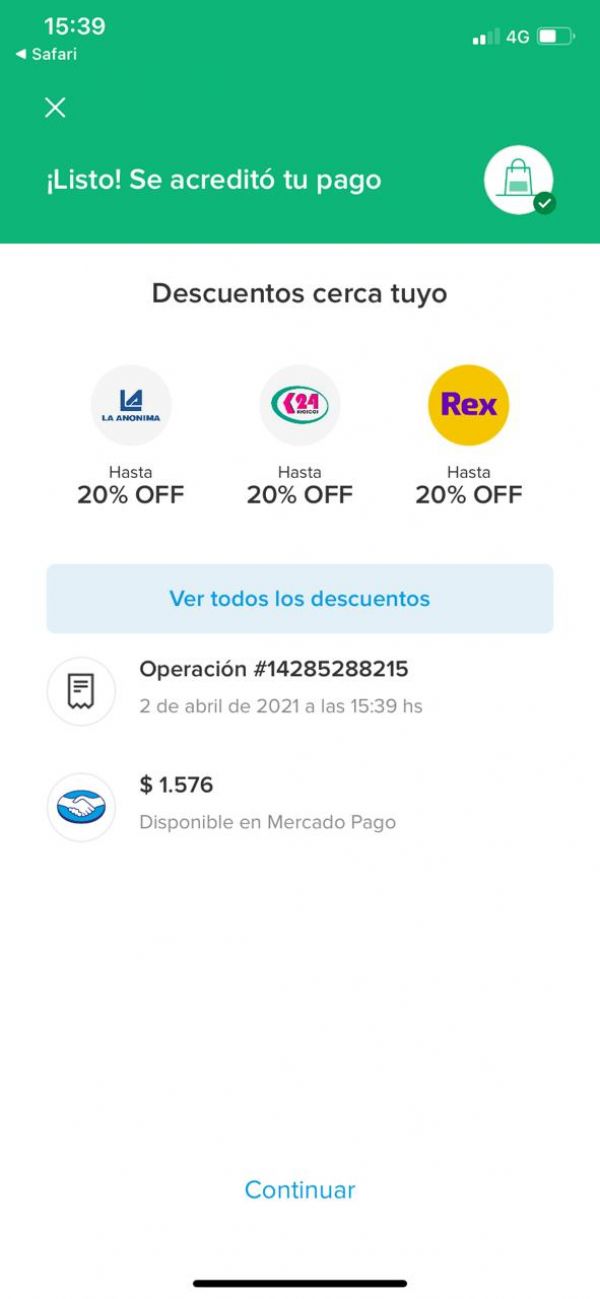 15:39
4G
Safari
¡Listo! Se acreditó tu pago
Descuentos cerca tuyo
LA ANONIMA
K24
KIOSCOS
Rex
Hasta
20% OFF
Hasta
20% OFF
Hasta
20% OFF
Ver todos los descuentos
Operación #14285288215
2 de abril de 2021 a las 15:39 hs
$ 1.576
Disponible en Mercado Pago
Continuar